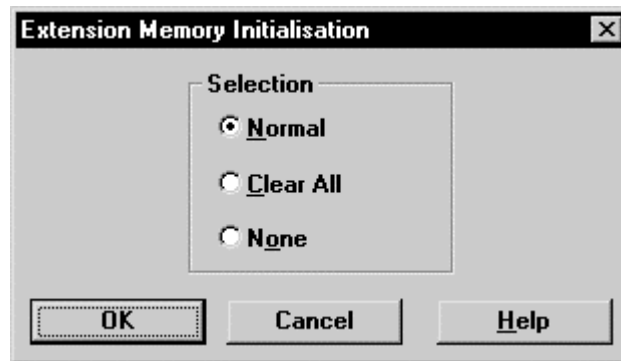 Extension Memory Initialisation
Selection
Normal
Clear All
None
OK Cancel Help